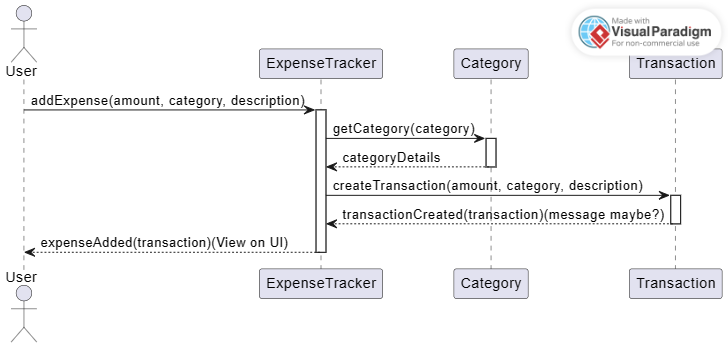 Made with
Visual Paradigm
For non-commercial use
User
ExpenseTracker
Category
Transaction
addExpense(amount, category, description)
getCategory(category)
categoryDetails
createTransaction(amount, category, description)
transactionCreated(transaction)(message maybe?)
expenseAdded(transaction)(View on UI)
User
ExpenseTracker
Category
Transaction